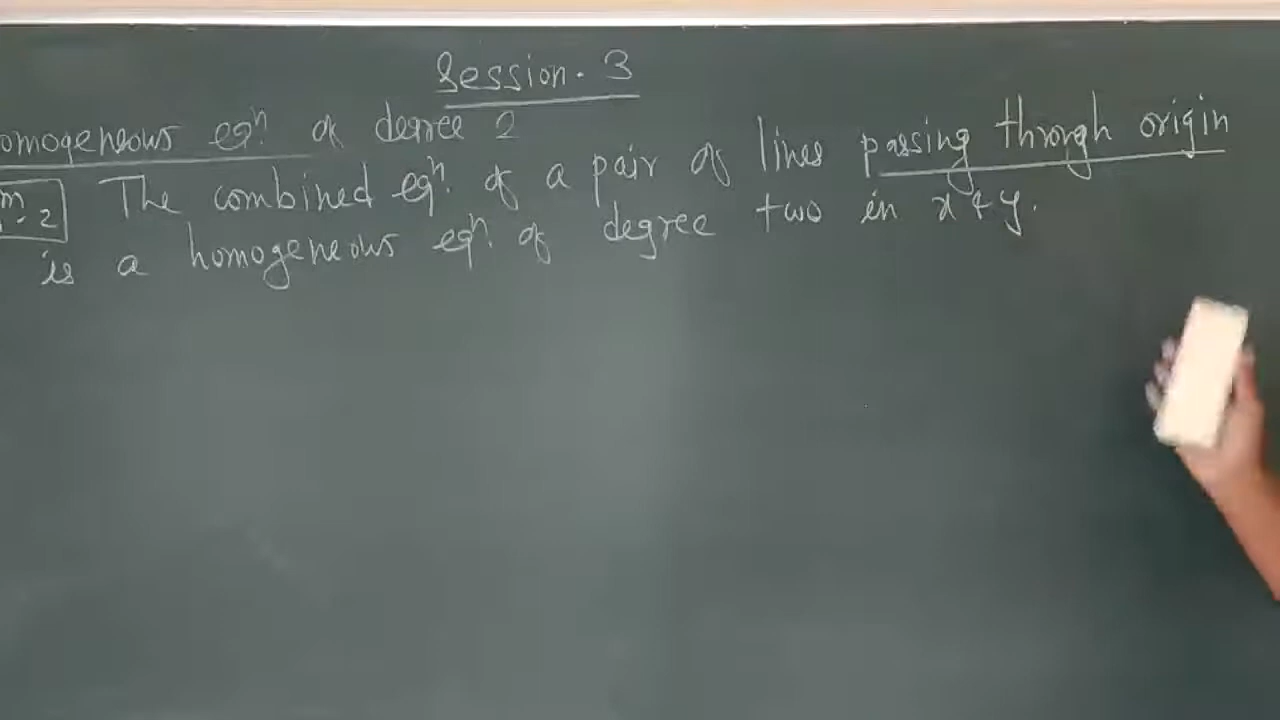 Session. 3
omogeneous eqⁿ. of degree 2
m. 2 The combined eqⁿ. of a pair of lines passing through origin
is a homogeneous eqⁿ. of degree two in x & y.